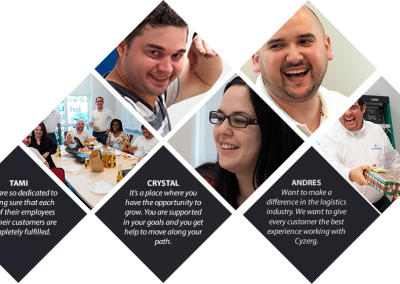 TAMI
are so dedicated to
ing sure that each
of their employees
heir customers are
pletely fulfilled.
CRYSTAL
It's a place where you
have the opportunity to
grow. You are supported
in your goals and you get
help to move along your
path.
ANDRES
Want to make a
difference in the logistics
industry. We want to give
every customer the best
experience working with
Cyzerg.